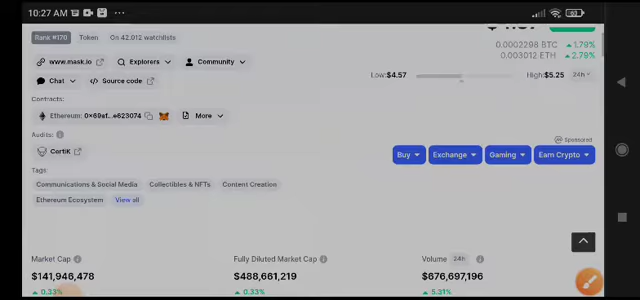 10:27 AM
Rank #170 Token On 42,012 watchlists
0.0002298 BTC 1.79%
0.003012 ETH 2.79%
www.mask.io Explorers Community
Low:$4.57 High:$5.25 24h
Chat Source code
Contracts:
Ethereum: 0x69af...e623074 More
Audits:
Sponsored
CertiK
Buy Exchange Gaming Earn Crypto
Tags:
Communications & Social Media Collectibles & NFTs Content Creation
Ethereum Ecosystem View all
Market Cap Fully Diluted Market Cap Volume 24h
$141,946,478 $488,661,219 $676,697,196
0.33% 0.33% 5.31%